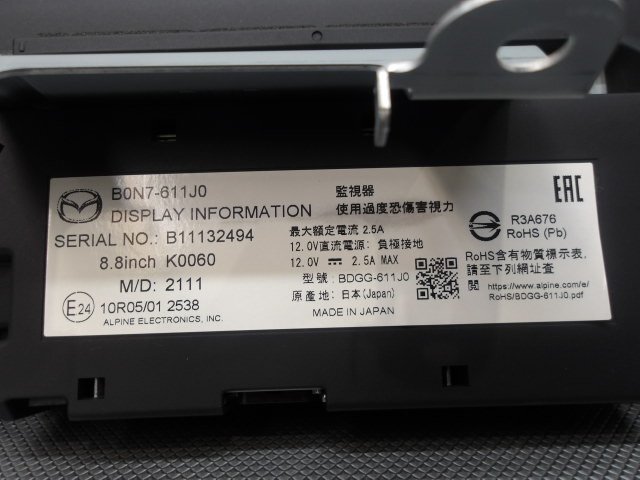 B0N7-611J0
DISPLAY INFORMATION
SERIAL NO.: B11132494
8.8inch K0060
M/D: 2111
E24 10R05/01 2538
ALPINE ELECTRONICS, INC.
監視器
使用過度恐傷害視力
最大額定電流 2.5A
12.0V直流電源: 負極接地
12.0V ⎓ 2.5A MAX
型號: BDGG-611J0
原產地: 日本(Japan)
MADE IN JAPAN
EAC
R3A676
RoHS (Pb)
RoHS含有物質標示表,
請至下列網址查
閱 https://www.alpine.com/e/
RoHS/BDGG-611J0.pdf